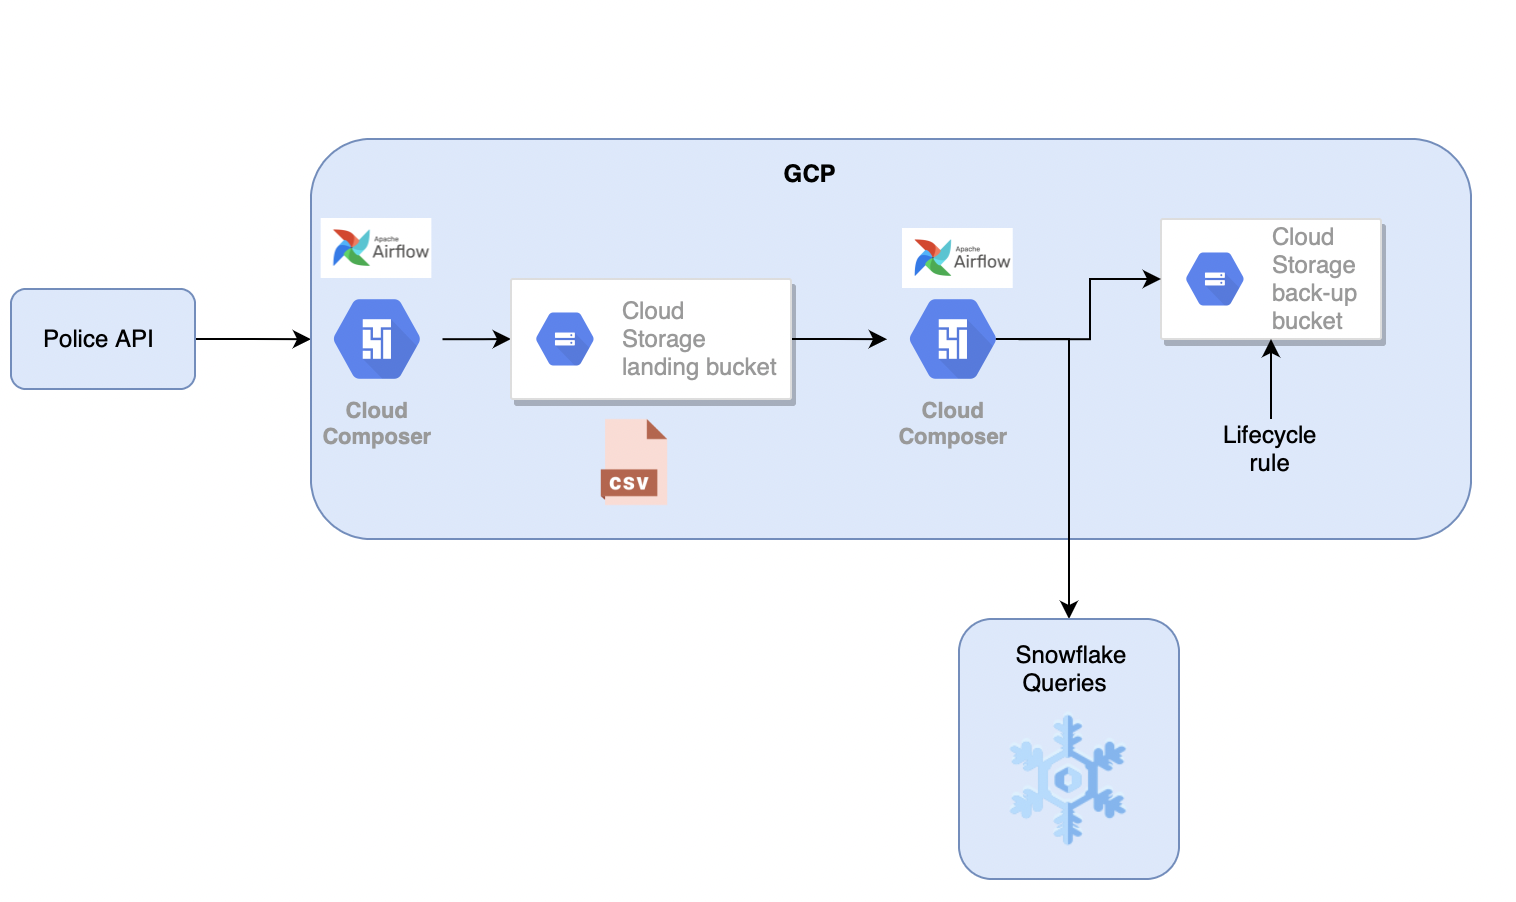 GCP
Police API
Apache
Airflow
Cloud
Composer
Cloud
Storage
landing bucket
CSV
Apache
Airflow
Cloud
Composer
Cloud
Storage
back-up
bucket
Lifecycle
rule
Snowflake
Queries